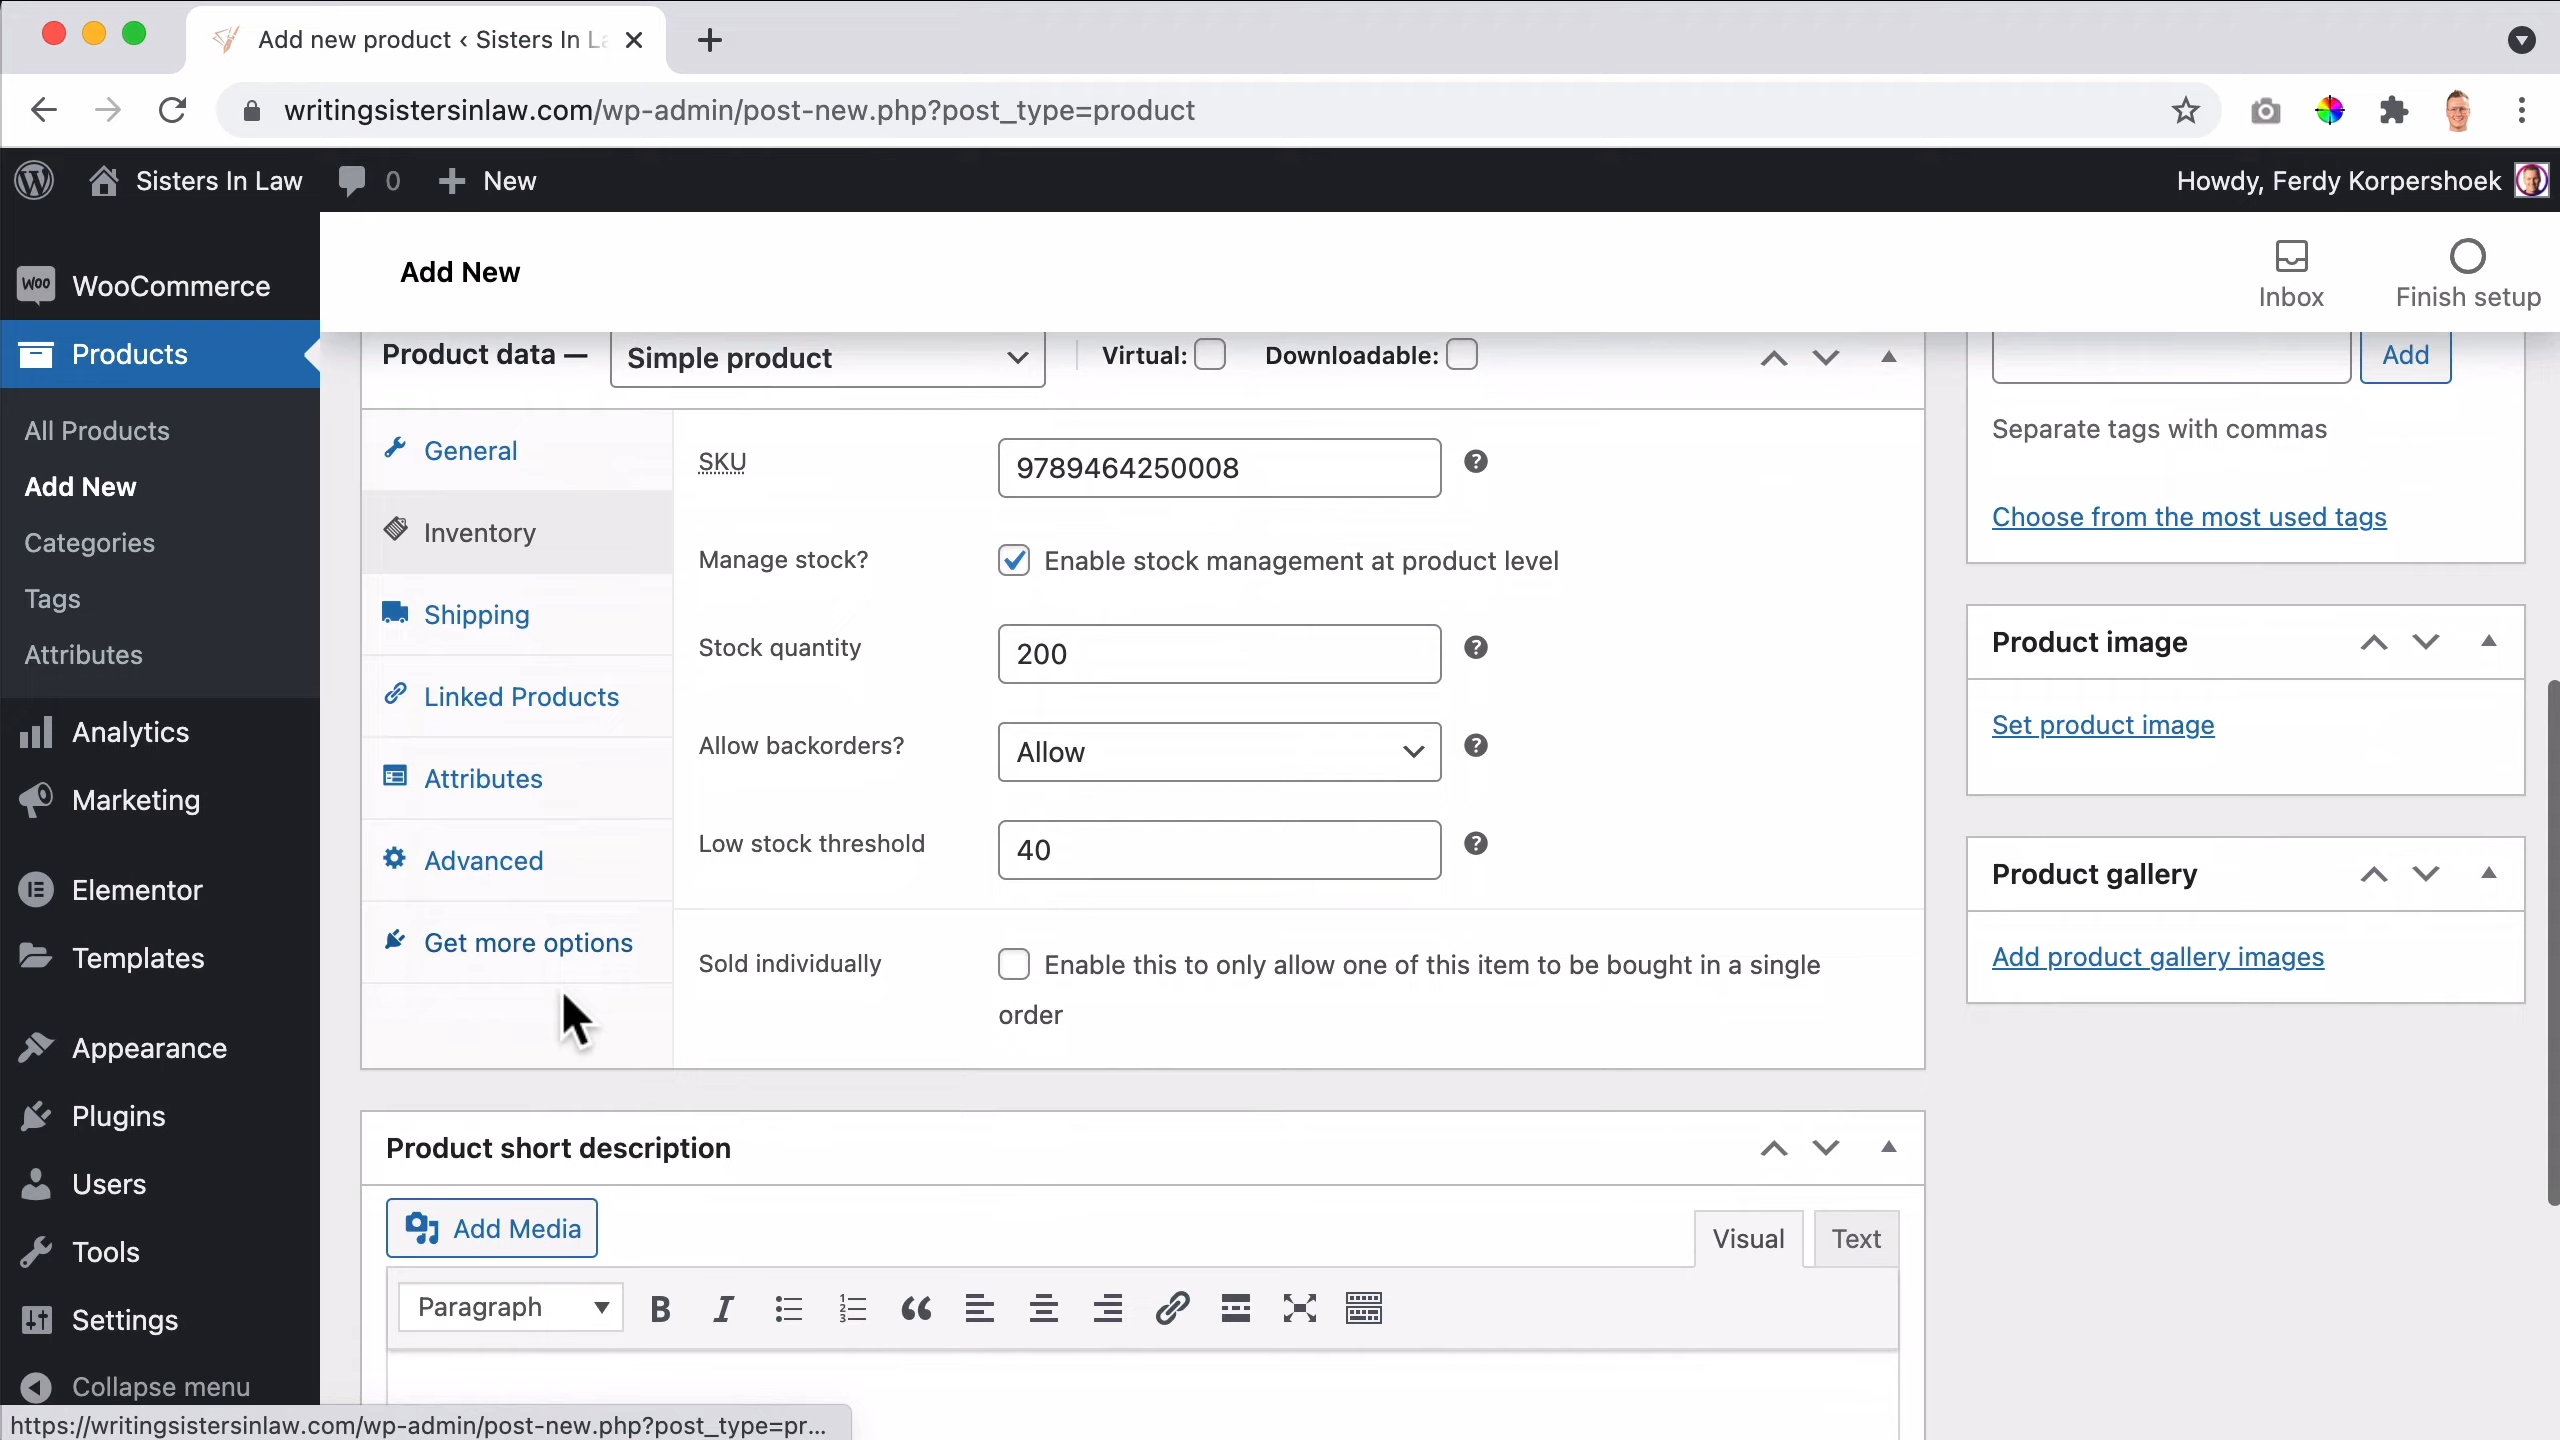 Add new product ‹ Sisters In La
writingsistersinlaw.com/wp-admin/post-new.php?post_type=product
Sisters In Law
0
New
Howdy, Ferdy Korpershoek
Woo
WooCommerce
Products
All Products
Add New
Categories
Tags
Attributes
Analytics
Marketing
Elementor
Templates
Appearance
Plugins
Users
Tools
Settings
Collapse menu
Add New
Inbox
Finish setup
Product data —
Simple product
Virtual:
Downloadable:
General
Inventory
Shipping
Linked Products
Attributes
Advanced
Get more options
SKU
9789464250008
Manage stock?
Enable stock management at product level
Stock quantity
200
Allow backorders?
Allow
Low stock threshold
40
Sold individually
Enable this to only allow one of this item to be bought in a single
order
Product short description
Add Media
Visual
Text
Paragraph
Add
Separate tags with commas
Choose from the most used tags
Product image
Set product image
Product gallery
Add product gallery images
https://writingsistersinlaw.com/wp-admin/post-new.php?post_type=pr...